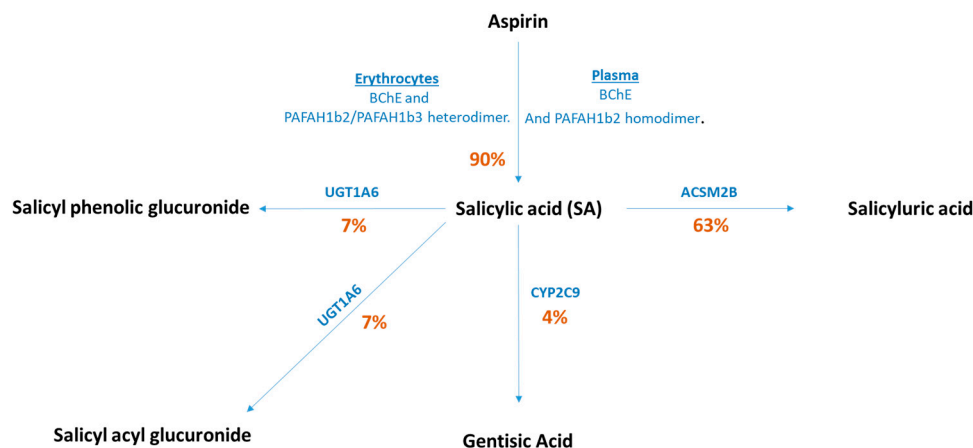 Aspirin
Erythrocytes
BChE and
PAFAH1b2/PAFAH1b3 heterodimer.
Plasma
BChE
And PAFAH1b2 homodimer.
90%
Salicyl phenolic glucuronide
UGT1A6
7%
Salicylic acid (SA)
ACSM2B
63%
Salicyluric acid
UGT1A6
7%
CYP2C9
4%
Salicyl acyl glucuronide
Gentisic Acid